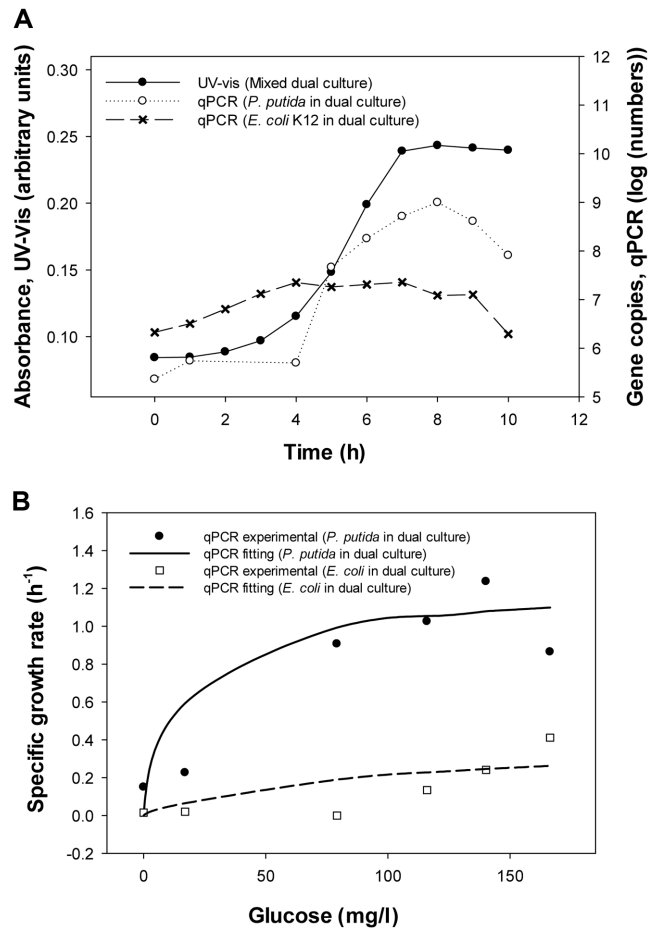 A
Absorbance, UV-vis (arbitrary units)
0.30
0.25
0.20
0.15
0.10
UV-vis (Mixed dual culture)
qPCR (P. putida in dual culture)
qPCR (E. coli K12 in dual culture)
12
11
10
9
8
7
6
5
Gene copies, qPCR (log (numbers))
0 2 4 6 8 10 12
Time (h)
B
Specific growth rate (h-1)
1.6
1.4
1.2
1.0
0.8
0.6
0.4
0.2
0.0
-0.2
qPCR experimental (P. putida in dual culture)
qPCR fitting (P. putida in dual culture)
qPCR experimental (E. coli in dual culture)
qPCR fitting (E. coli in dual culture)
0 50 100 150
Glucose (mg/l)